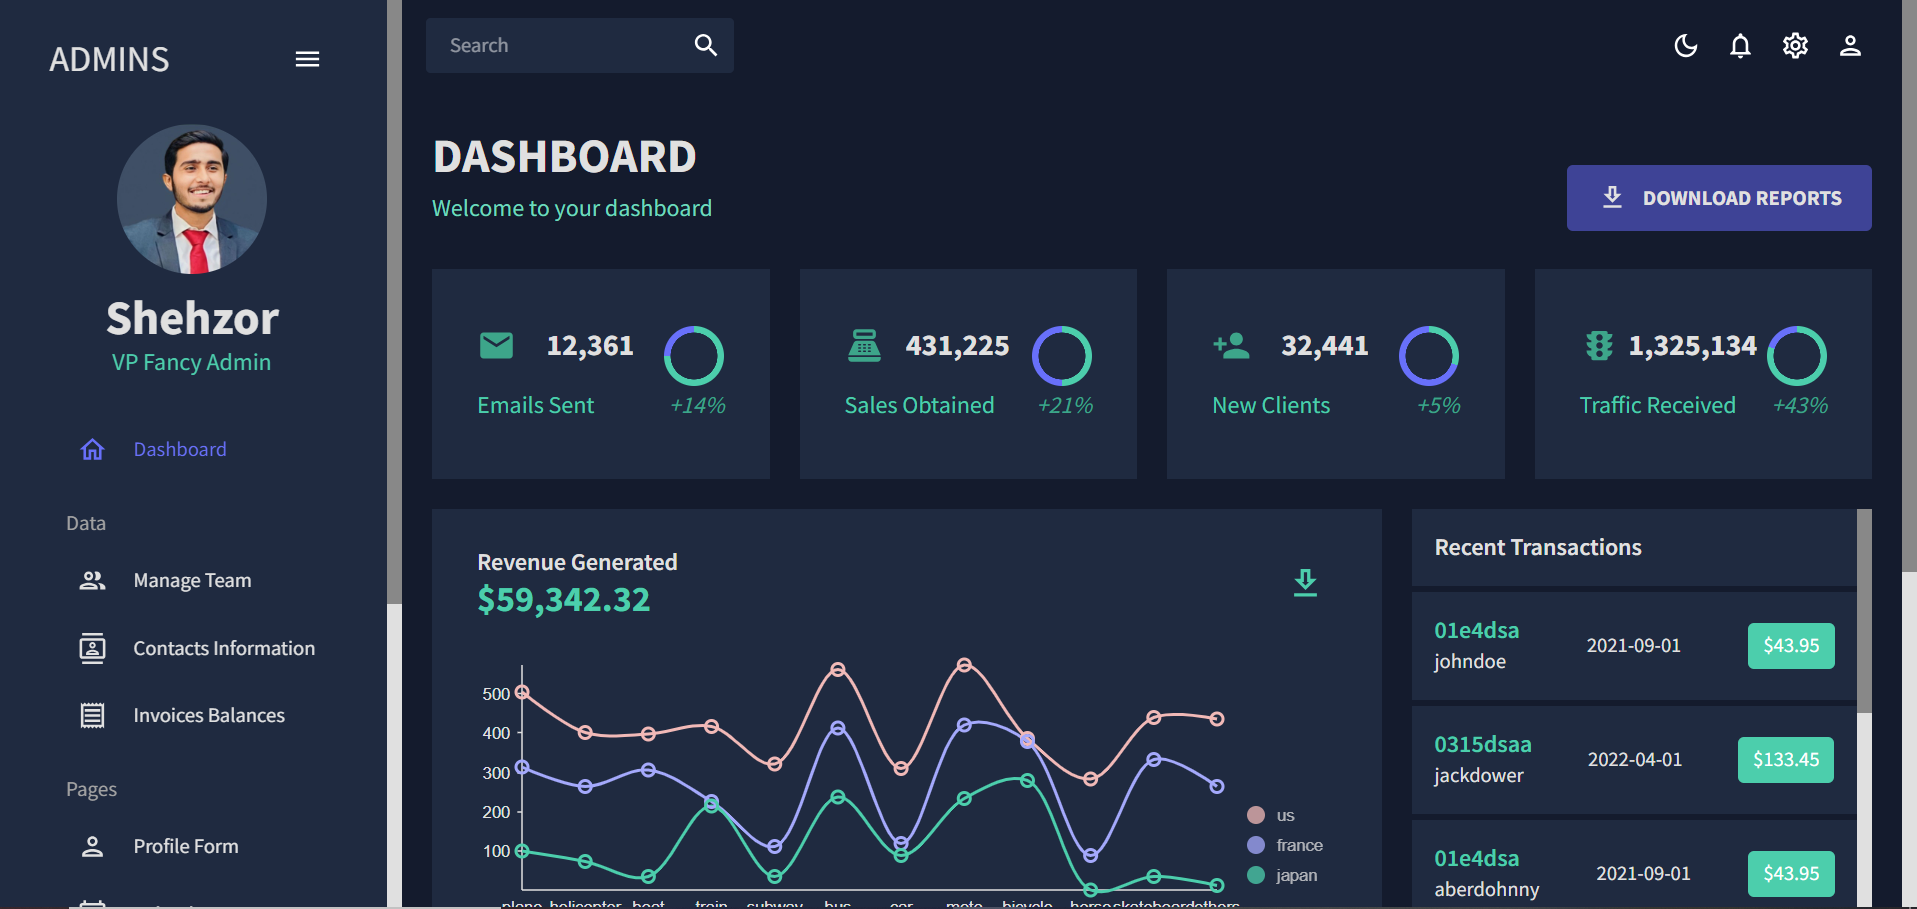 ADMINS
Search
Shehzor
VP Fancy Admin
Dashboard
Data
Manage Team
Contacts Information
Invoices Balances
Pages
Profile Form
DASHBOARD
Welcome to your dashboard
DOWNLOAD REPORTS
12,361
Emails Sent +14%
431,225
Sales Obtained +21%
32,441
New Clients +5%
1,325,134
Traffic Received +43%
Revenue Generated
$59,342.32
500
400
300
200
100
plane helicopter boat train subway bus car moto bicycle horse skateboard others
us
france
japan
Recent Transactions
01e4dsa
johndoe
2021-09-01
$43.95
0315dsaa
jackdower
2022-04-01
$133.45
01e4dsa
aberdohnny
2021-09-01
$43.95